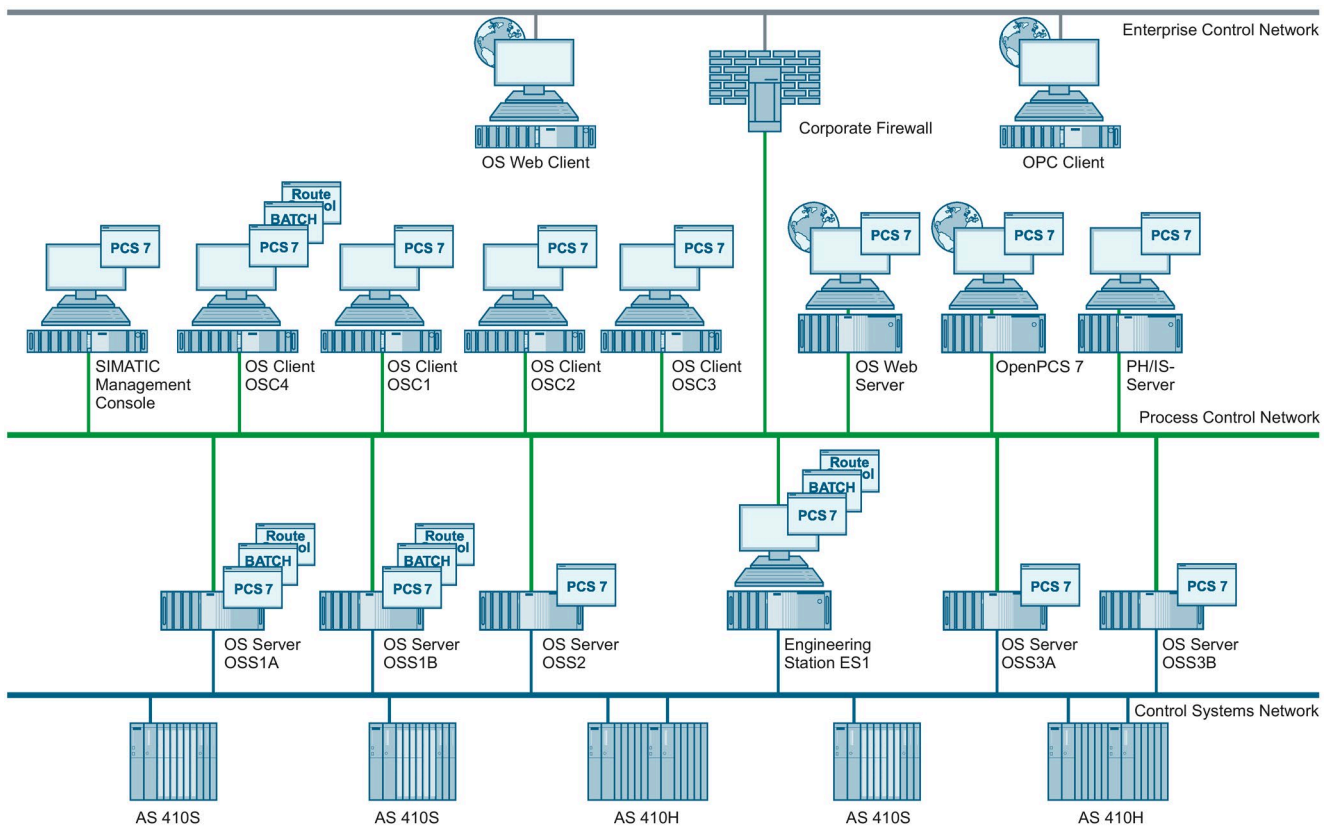 Enterprise Control Network
Corporate Firewall
OS Web Client
OPC Client
Route
BATCH
PCS 7
PCS 7
PCS 7
PCS 7
PCS 7
PCS 7
PCS 7
PCS 7
SIMATIC
Management
Console
OS Client
OSC4
OS Client
OSC1
OS Client
OSC2
OS Client
OSC3
OS Web
Server
OpenPCS 7
PH/IS-
Server
Process Control Network
Route
BATCH
PCS 7
Route
BATCH
PCS 7
Route
BATCH
PCS 7
PCS 7
PCS 7
PCS 7
OS Server
OSS1A
OS Server
OSS1B
OS Server
OSS2
Engineering
Station ES1
OS Server
OSS3A
OS Server
OSS3B
Control Systems Network
AS 410S
AS 410S
AS 410H
AS 410S
AS 410H